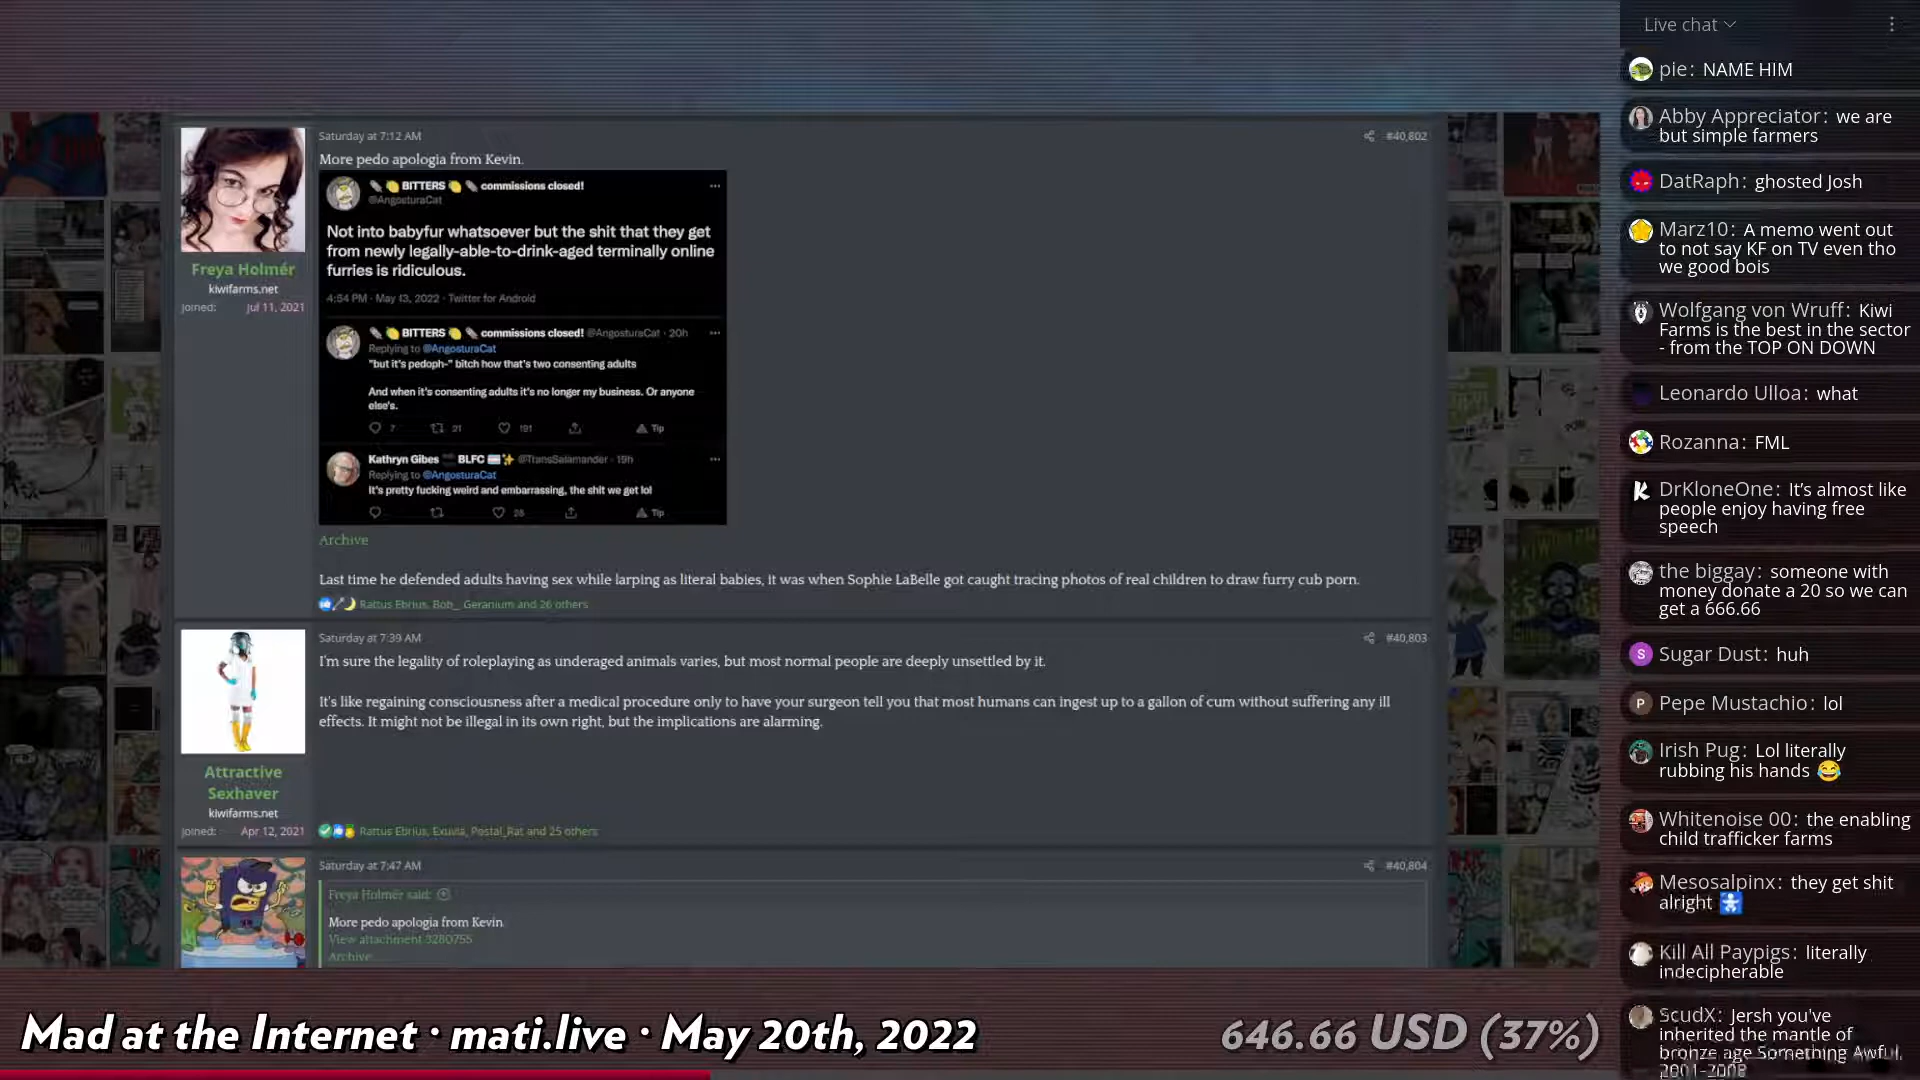 Saturday at 7:12 AM
#40,802
More pedo apologia from Kevin.
BITTERS commissions closed!
@AngosturaCat
Not into babyfur whatsoever but the shit that they get
from newly legally-able-to-drink-aged terminally online
furries is ridiculous.
4:54 PM · May 13, 2022 · Twitter for Android
BITTERS commissions closed! @AngosturaCat · 20h
Replying to @AngosturaCat
"but it's pedoph-" bitch how that's two consenting adults
And when it's consenting adults it's no longer my business. Or anyone
else's.
7 21 191 Tip
Kathryn Gibes BLFC @TransSalamander · 19h
Replying to @AngosturaCat
It's pretty fucking weird and embarrassing, the shit we get lol
28 Tip
Archive
Last time he defended adults having sex while larping as literal babies, it was when Sophie LaBelle got caught tracing photos of real children to draw furry cub porn.
Rattus Ebrius, Bob_, Geranium and 26 others
Freya Holmér
kiwifarms.net
Joined: Jul 11, 2021
Saturday at 7:39 AM
#40,803
I'm sure the legality of roleplaying as underaged animals varies, but most normal people are deeply unsettled by it.
It's like regaining consciousness after a medical procedure only to have your surgeon tell you that most humans can ingest up to a gallon of cum without suffering any ill
effects. It might not be illegal in its own right, but the implications are alarming.
Rattus Ebrius, Exuvia, Postal_Rat and 25 others
Attractive
Sexhaver
kiwifarms.net
Joined: Apr 12, 2021
Saturday at 7:47 AM
#40,804
Freya Holmér said:
More pedo apologia from Kevin.
View attachment 3280755
Archive
Mad at the Internet · mati.live · May 20th, 2022
646.66 USD (37%)
Live chat
pie: NAME HIM
Abby Appreciator: we are
but simple farmers
DatRaph: ghosted Josh
Marz10: A memo went out
to not say KF on TV even tho
we good bois
Wolfgang von Wruff: Kiwi
Farms is the best in the sector
- from the TOP ON DOWN
Leonardo Ulloa: what
Rozanna: FML
DrKloneOne: It's almost like
people enjoy having free
speech
the biggay: someone with
money donate a 20 so we can
get a 666.66
Sugar Dust: huh
Pepe Mustachio: lol
Irish Pug: Lol literally
rubbing his hands 😂
Whitenoise 00: the enabling
child trafficker farms
Mesosalpinx: they get shit
alright 🚼
Kill All Paypigs: literally
indecipherable
ScudX: Jersh you've
inherited the mantle of
bronze age Something Awful.
2001-2008